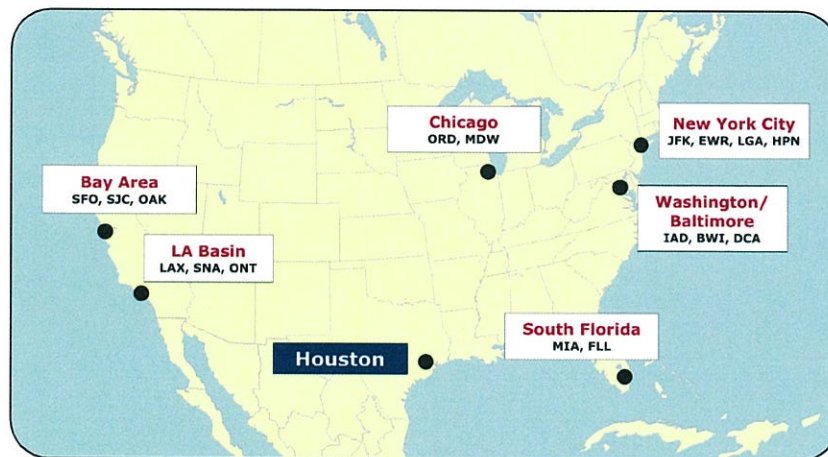 Chicago
ORD, MDW
New York City
JFK, EWR, LGA, HPN
Bay Area
SFO, SJC, OAK
Washington/
Baltimore
IAD, BWI, DCA
LA Basin
LAX, SNA, ONT
South Florida
MIA, FLL
Houston